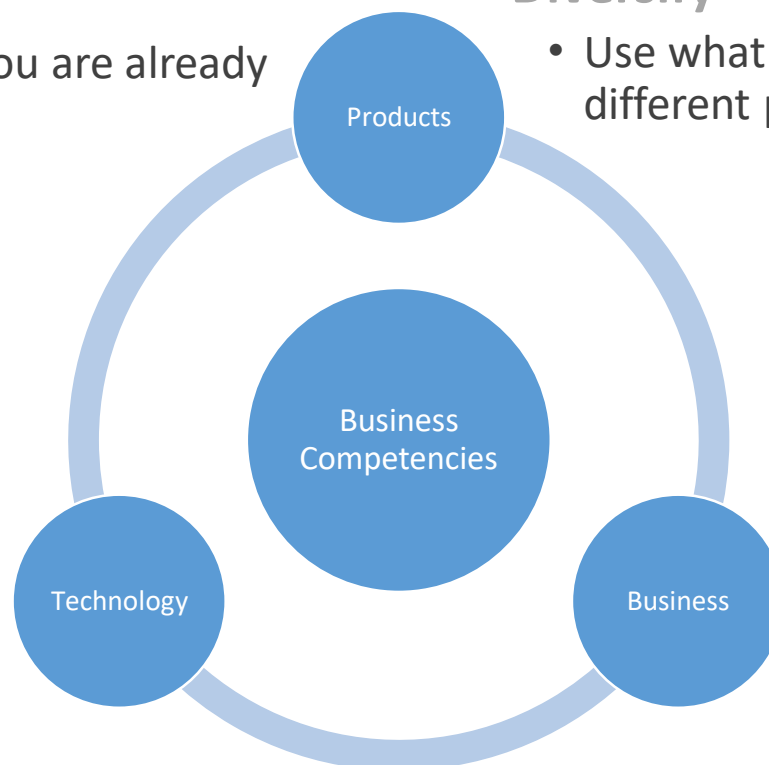 ou are already
• Use what
different
Products
Business
Competencies
Technology
Business